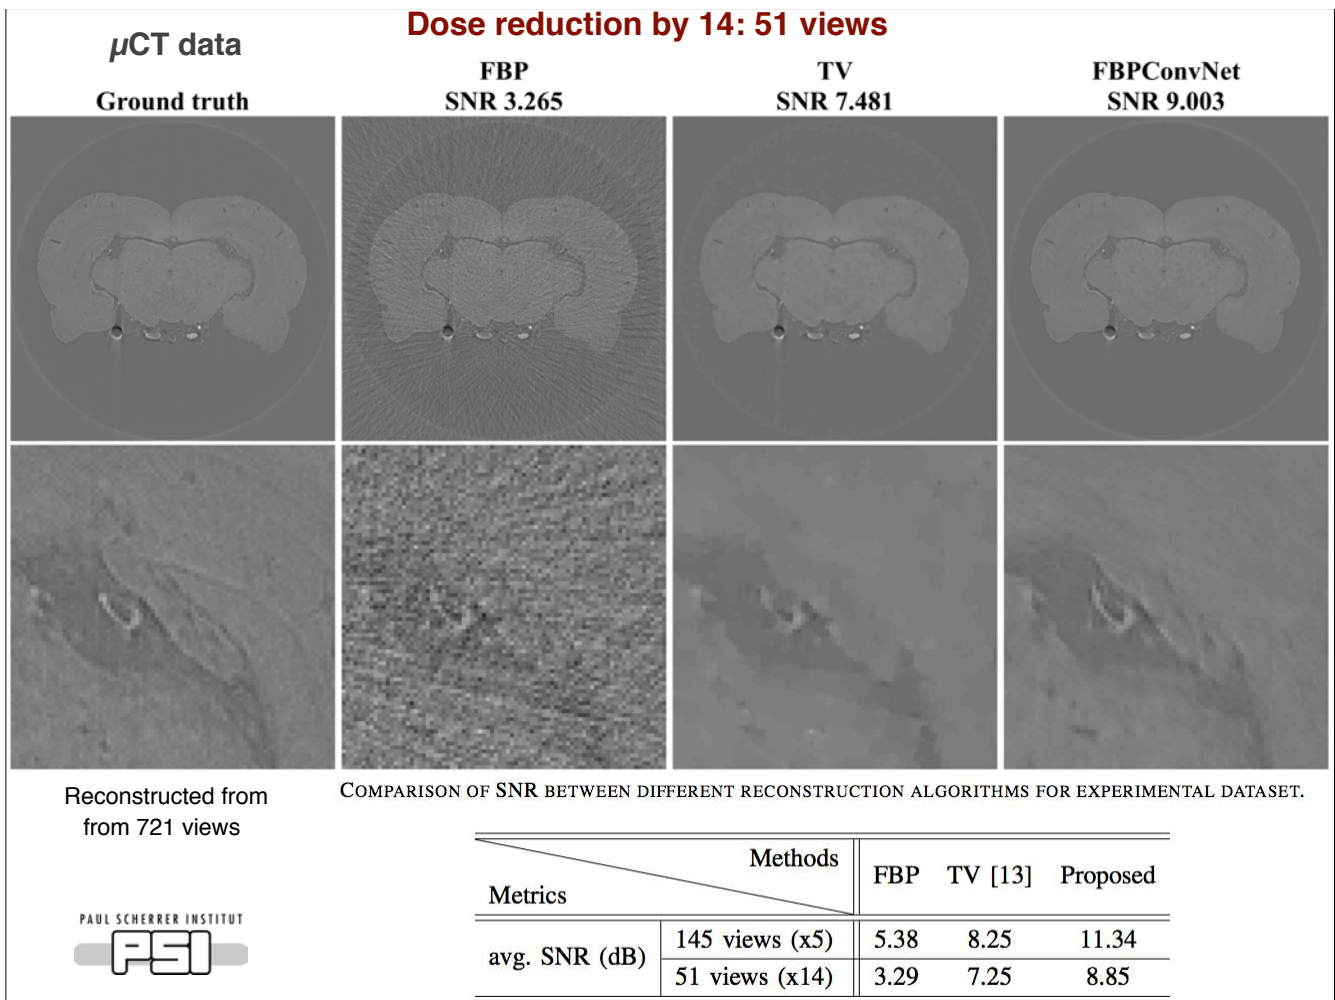 Dose reduction by 14: 51 views
µCT data
Ground truth
FBP
SNR 3.265
TV
SNR 7.481
FBPConvNet
SNR 9.003
Reconstructed from
from 721 views
COMPARISON OF SNR BETWEEN DIFFERENT RECONSTRUCTION ALGORITHMS FOR EXPERIMENTAL DATASET.
Methods
Metrics
FBP TV [13] Proposed
avg. SNR (dB)
145 views (x5) 5.38 8.25 11.34
51 views (x14) 3.29 7.25 8.85
PAUL SCHERRER INSTITUT
PSI